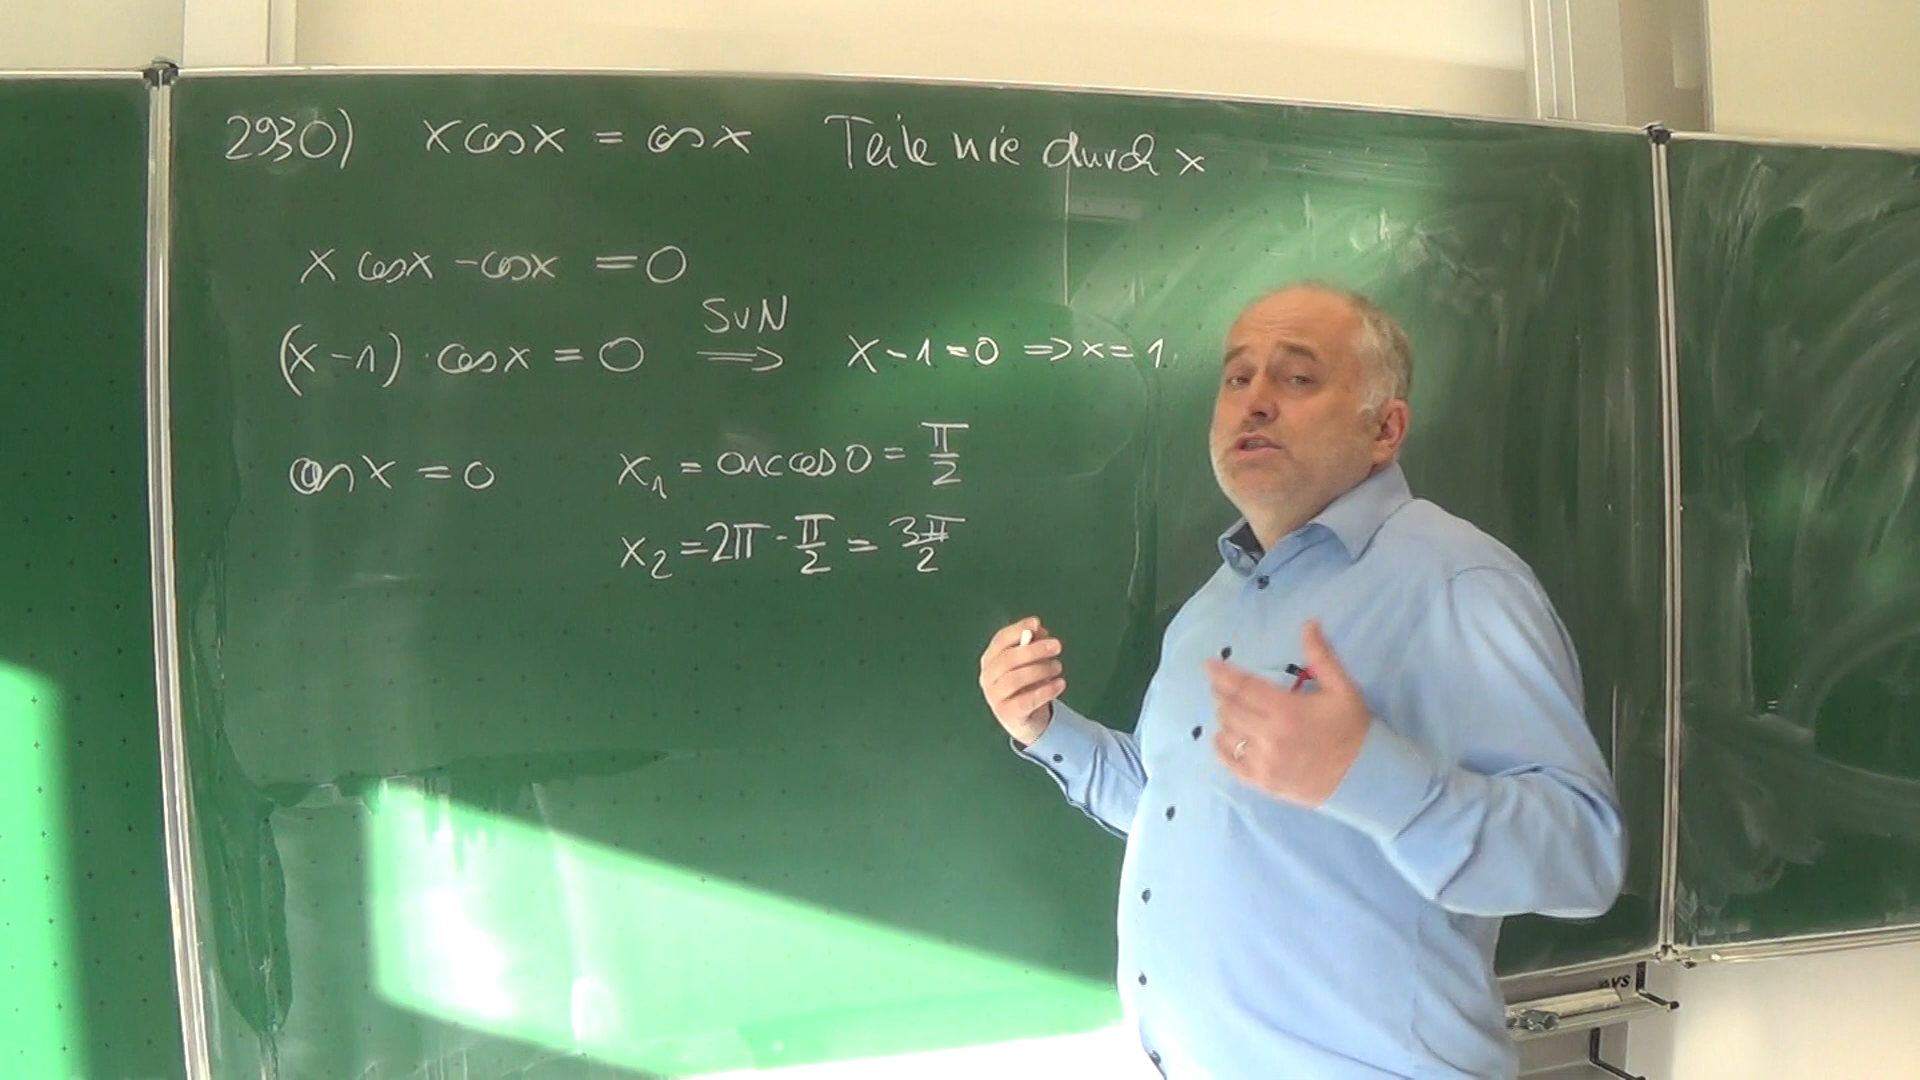 2930) x cos x = cos x Teile nie durch x
x cos x - cos x = 0
(x-1) · cos x = 0 SvN ⟹ x-1=0 ⟹ x=1
cos x = 0 x₁ = arccos 0 = π/2
x₂ = 2π - π/2 = 3π/2